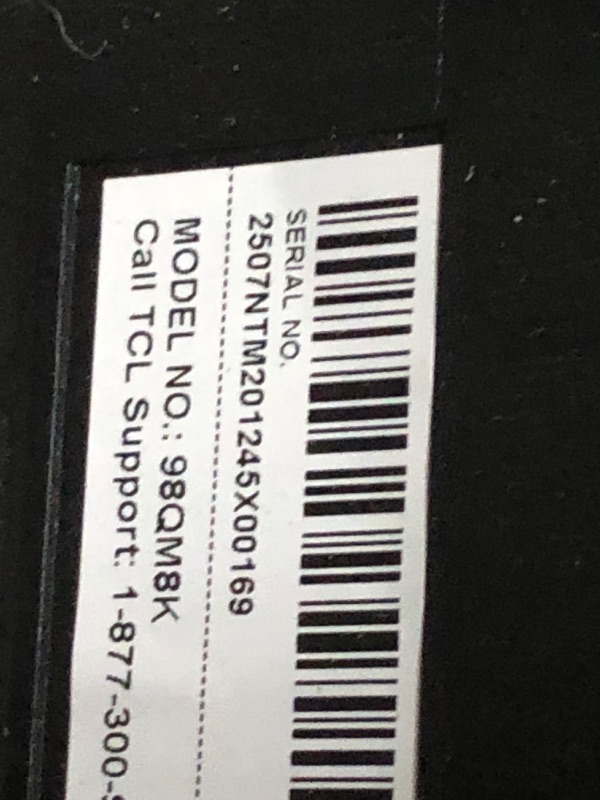 SERIAL NO.
2507NTM201245X00169
MODEL NO.: 98QM8K
Call TCL Support: 1-877-300-